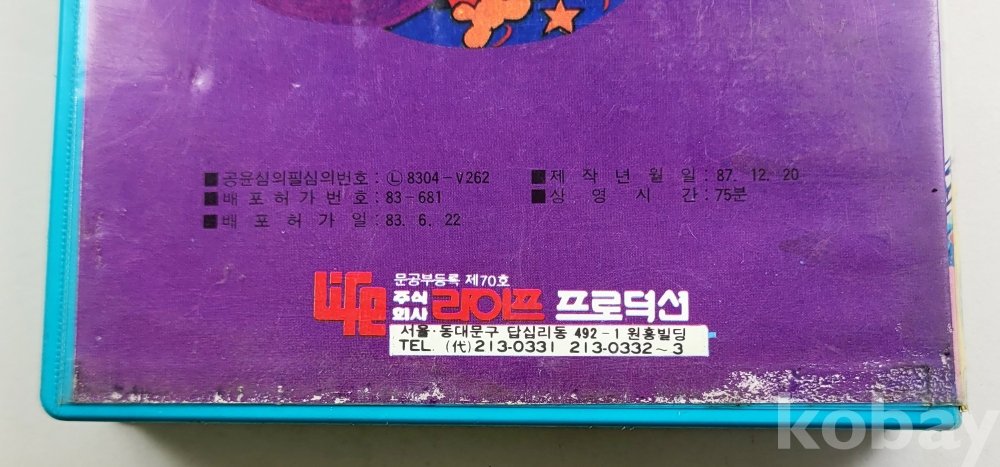 ■공윤심의필심의번호 : Ⓛ 8304-V262
■배포허가번호 : 83-681
■배포허가일 : 83. 6. 22
■제작년월일 : 87. 12. 20
■상영시간 : 75분
문공부등록 제70호
Life 주식회사 라이프 프로덕션
서울·동대문구 답십리동 492-1 원흥빌딩
TEL. (代) 213-0331 213-0332~3
kobay